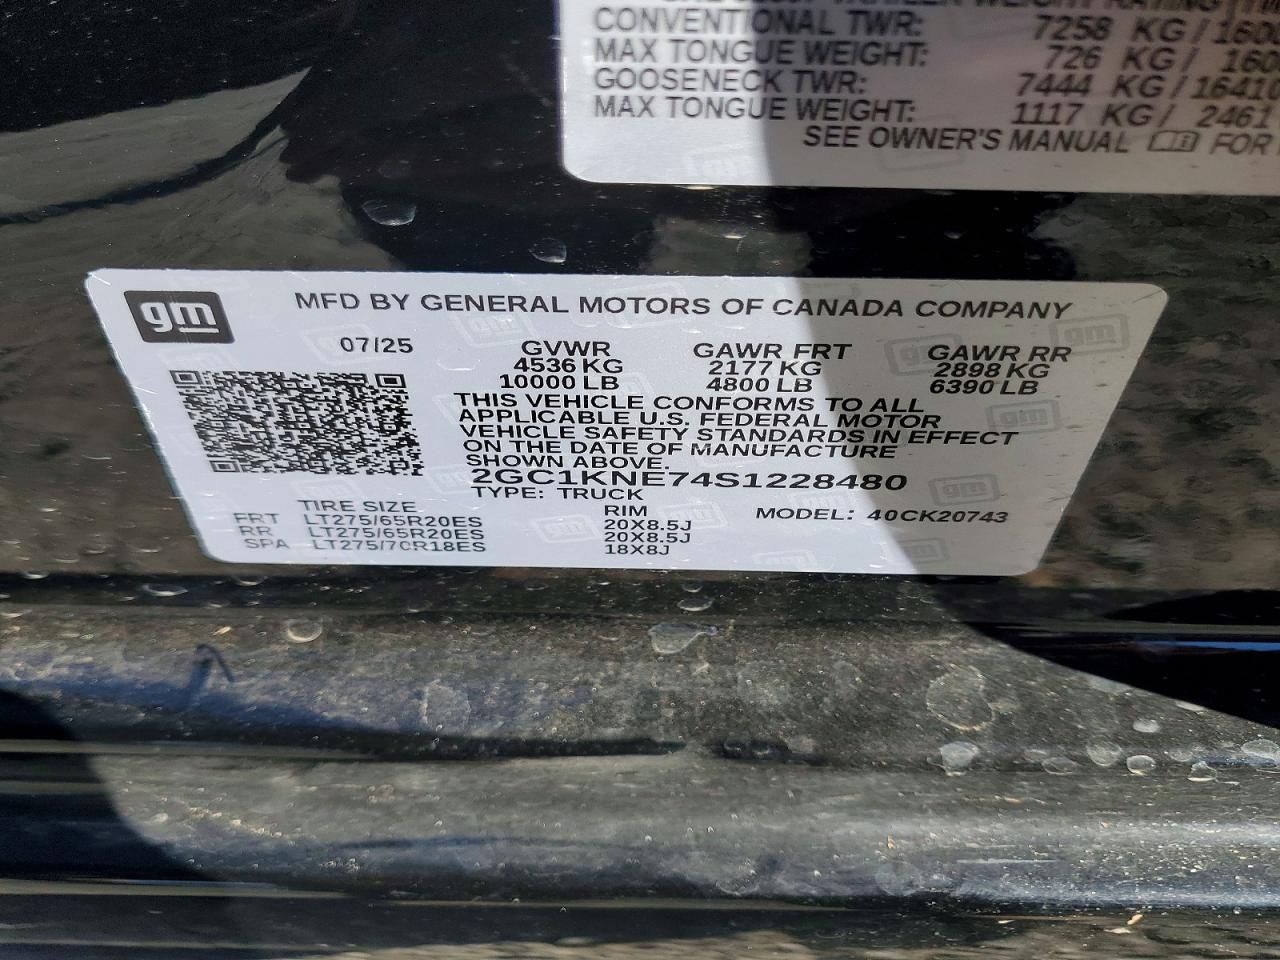 CONVENTIONAL TWR: 7258 KG / 1600
MAX TONGUE WEIGHT: 726 KG / 160
GOOSENECK TWR: 7444 KG / 16410
MAX TONGUE WEIGHT: 1117 KG / 2461
SEE OWNER'S MANUAL FOR
gm
MFD BY GENERAL MOTORS OF CANADA COMPANY
07/25 GVWR GAWR FRT GAWR RR
4536 KG 2177 KG 2898 KG
10000 LB 4800 LB 6390 LB
THIS VEHICLE CONFORMS TO ALL
APPLICABLE U.S. FEDERAL MOTOR
VEHICLE SAFETY STANDARDS IN EFFECT
ON THE DATE OF MANUFACTURE
SHOWN ABOVE.
2GC1KNE74S1228480
TYPE: TRUCK
TIRE SIZE RIM MODEL: 40CK20743
FRT LT275/65R20ES 20X8.5J
RR LT275/65R20ES 20X8.5J
SPA LT275/70R18ES 18X8J